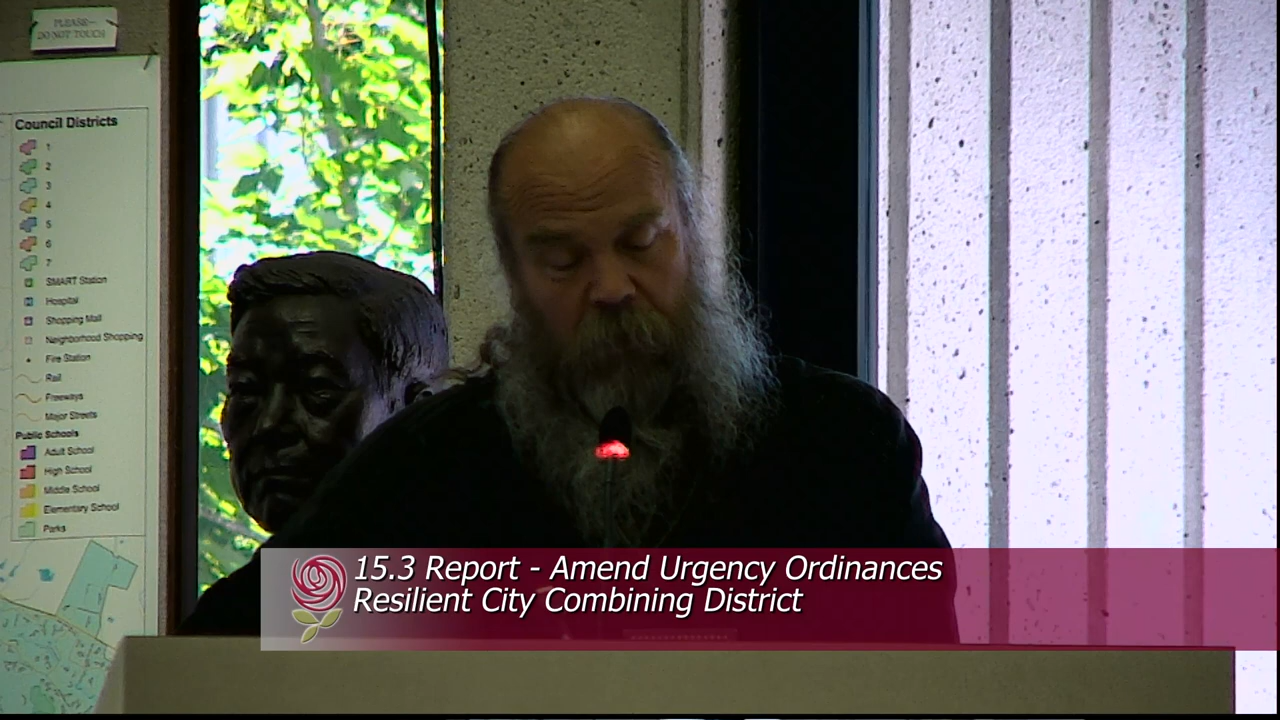 PLEASE—
DO NOT TOUCH
Council Districts
1
2
3
4
5
6
7
SMART Station
Hospital
Shopping Mall
Neighborhood Shopping
Fire Station
Rail
Freeways
Major Streets
Public Schools
Adult School
High School
Middle School
Elementary School
Parks
15.3 Report - Amend Urgency Ordinances
Resilient City Combining District